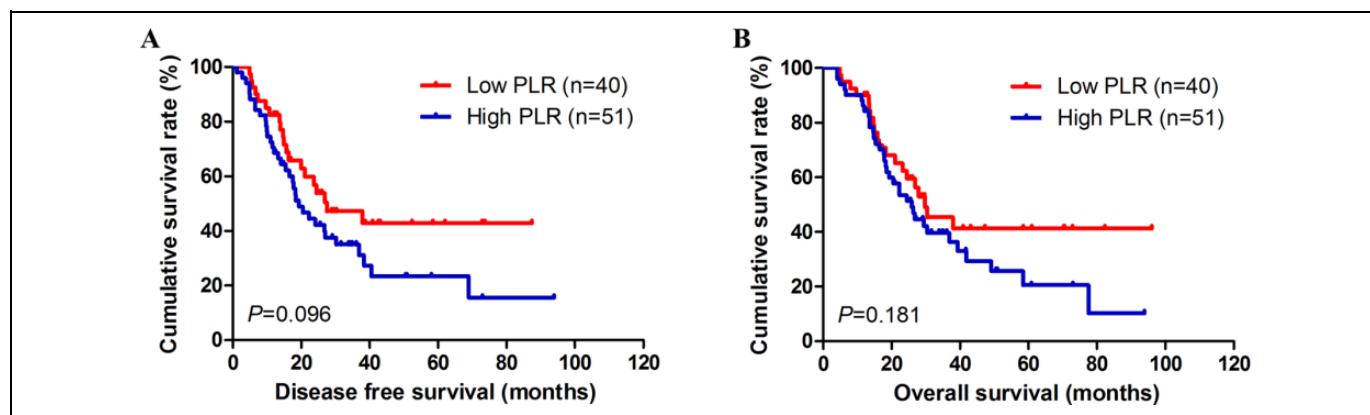 A
Cumulative survival rate (%)
100
80
60
40
20
0
Low PLR (n=40)
High PLR (n=51)
P=0.096
0 20 40 60 80 100 120
Disease free survival (months)
B
Cumulative survival rate (%)
100
80
60
40
20
0
Low PLR (n=40)
High PLR (n=51)
P=0.181
0 20 40 60 80 100 120
Overall survival (months)